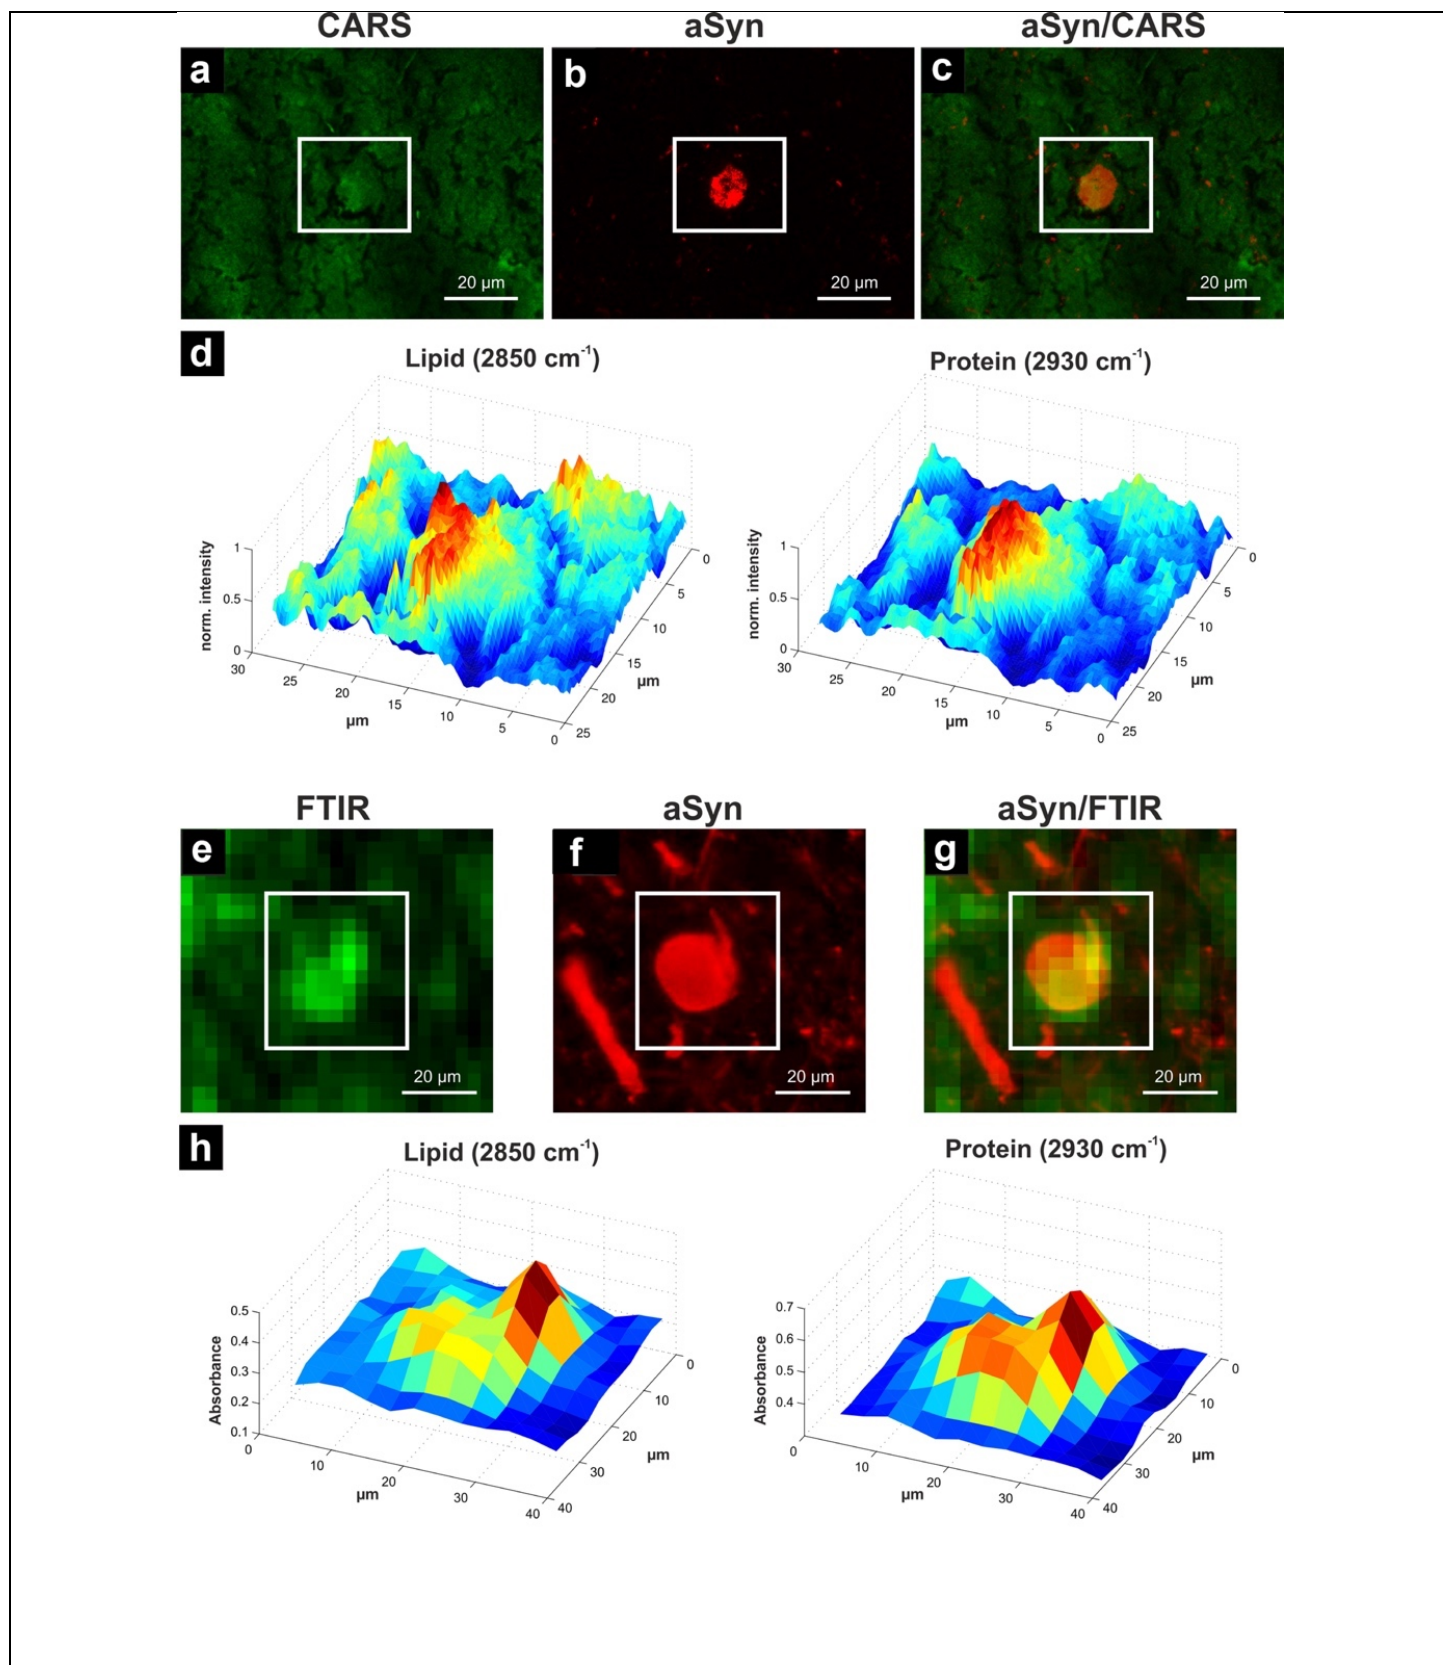 CARS aSyn aSyn/CARS
a b c
20 µm 20 µm 20 µm
d
Lipid (2850 cm⁻¹) Protein (2930 cm⁻¹)
norm. intensity
1
0.5
0
30 25 20 15 10 5 0
µm
0 5 10 15 20 25
µm
norm. intensity
1
0.5
0
30 25 20 15 10 5 0
µm
0 5 10 15 20 25
µm
FTIR aSyn aSyn/FTIR
e f g
20 µm 20 µm 20 µm
h
Lipid (2850 cm⁻¹) Protein (2930 cm⁻¹)
Absorbance
0.5
0.4
0.3
0.2
0.1
0 10 20 30 40
µm
0 10 20 30 40
µm
Absorbance
0.7
0.6
0.5
0.4
0 10 20 30 40
µm
0 10 20 30 40
µm